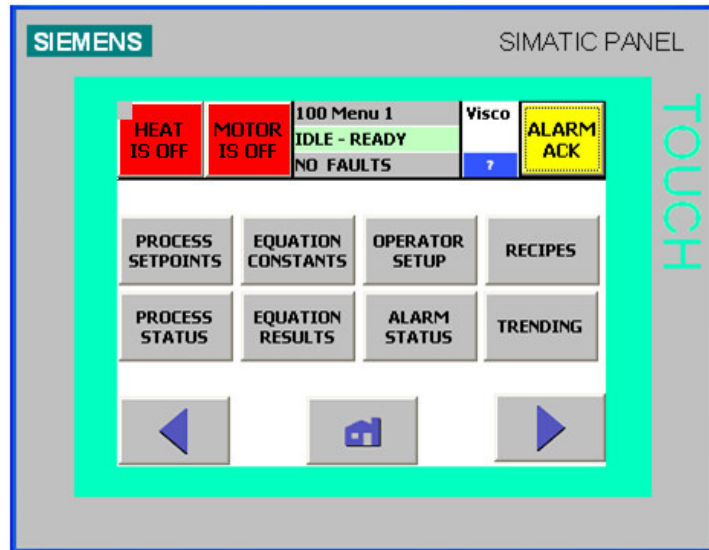 SIEMENS
SIMATIC PANEL
TOUCH
HEAT
IS OFF
MOTOR
IS OFF
100 Menu 1
IDLE - READY
NO FAULTS
Visco
?
ALARM
ACK
PROCESS
SETPOINTS
EQUATION
CONSTANTS
OPERATOR
SETUP
RECIPES
PROCESS
STATUS
EQUATION
RESULTS
ALARM
STATUS
TRENDING